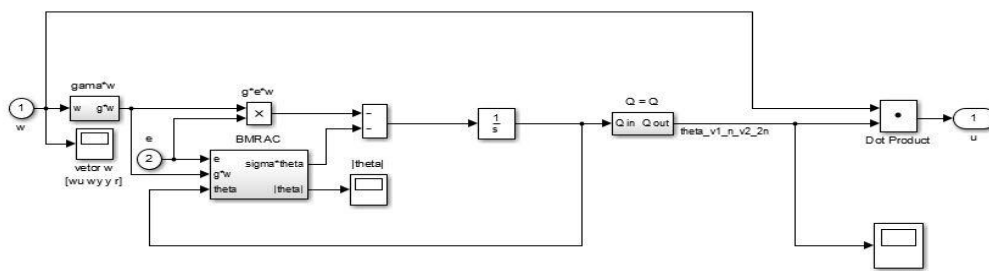 1
w
gama*w
w g*w
vetor w
[wu wy y r]
e
2
g*e*w
×
BMRAC
e
g*w
theta
sigma*theta
|theta|
|theta|
−
−
1
s
Q = Q
Q in Q out
theta_v1_n_v2_2n
Dot Product
1
u